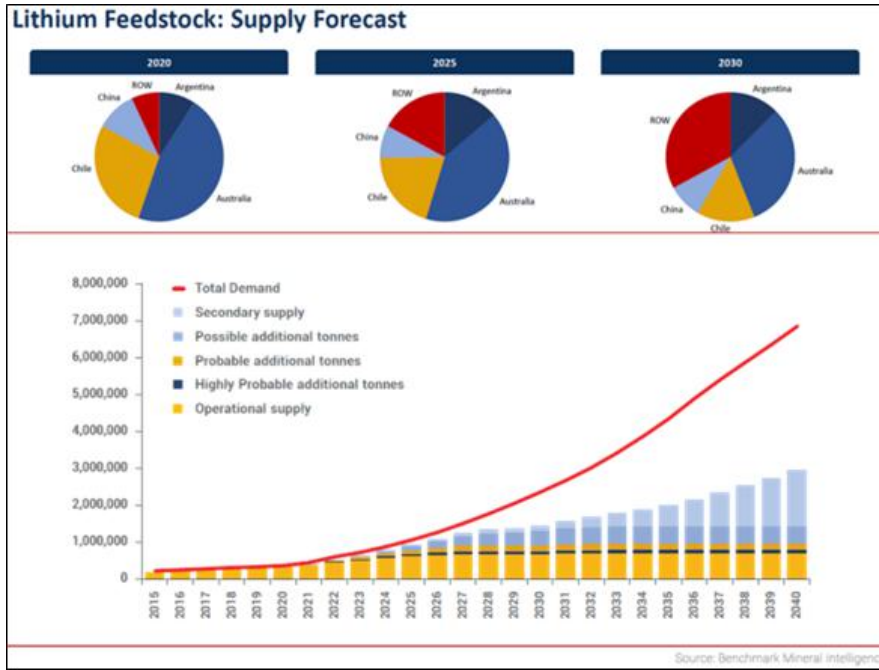 Lithium Feedstock: Supply Forecast
2020
2025
2030
ROW
Argentina
China
Chile
Australia
ROW
Argentina
China
Chile
Australia
Argentina
ROW
Australia
China
Chile
8,000,000
7,000,000
6,000,000
5,000,000
4,000,000
3,000,000
2,000,000
1,000,000
0
Total Demand
Secondary supply
Possible additional tonnes
Probable additional tonnes
Highly Probable additional tonnes
Operational supply
2015
2016
2017
2018
2019
2020
2021
2022
2023
2024
2025
2026
2027
2028
2029
2030
2031
2032
2033
2034
2035
2036
2037
2038
2039
2040
Source: Benchmark Mineral Intelligenc